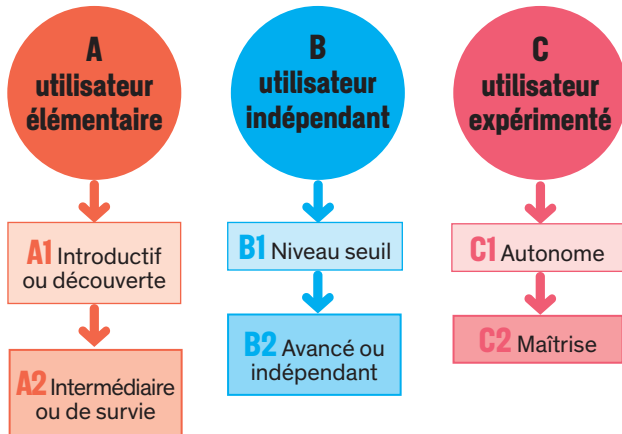 A
utilisateur
élémentaire
A1 Introductif
ou découverte
A2 Intermédiaire
ou de survie
B
utilisateur
indépendant
B1 Niveau seuil
B2 Avancé ou
indépendant
C
utilisateur
expérimenté
C1 Autonome
C2 Maîtrise